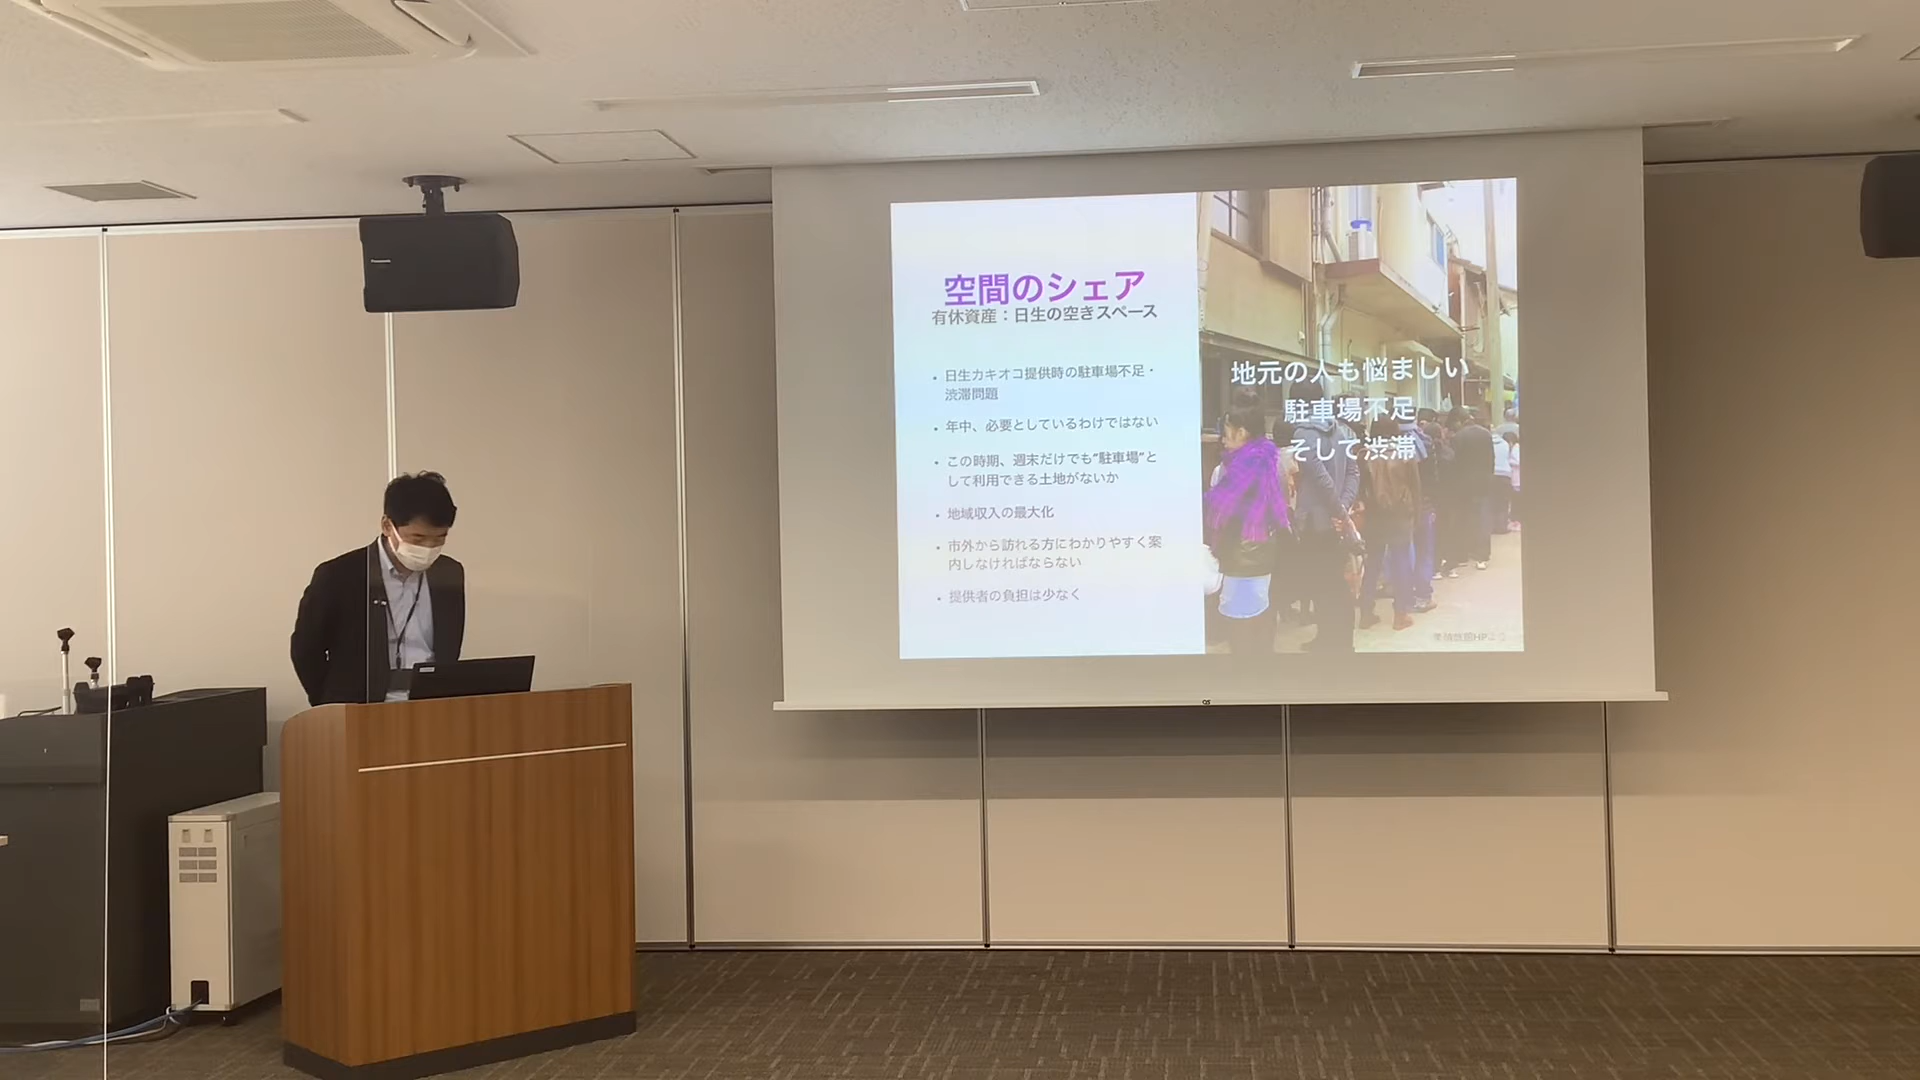 空間のシェア
有休資産：日生の空きスペース
• 日生カキオコ提供時の駐車場不足・
渋滞問題
• 年中、必要としているわけではない
• この時期、週末だけでも"駐車場"と
して利用できる土地がないか
• 地域収入の最大化
• 市外から訪れる方にわかりやすく案
内しなければならない
• 提供者の負担は少なく
地元の人も悩ましい
駐車場不足
そして渋滞
Panasonic
OS